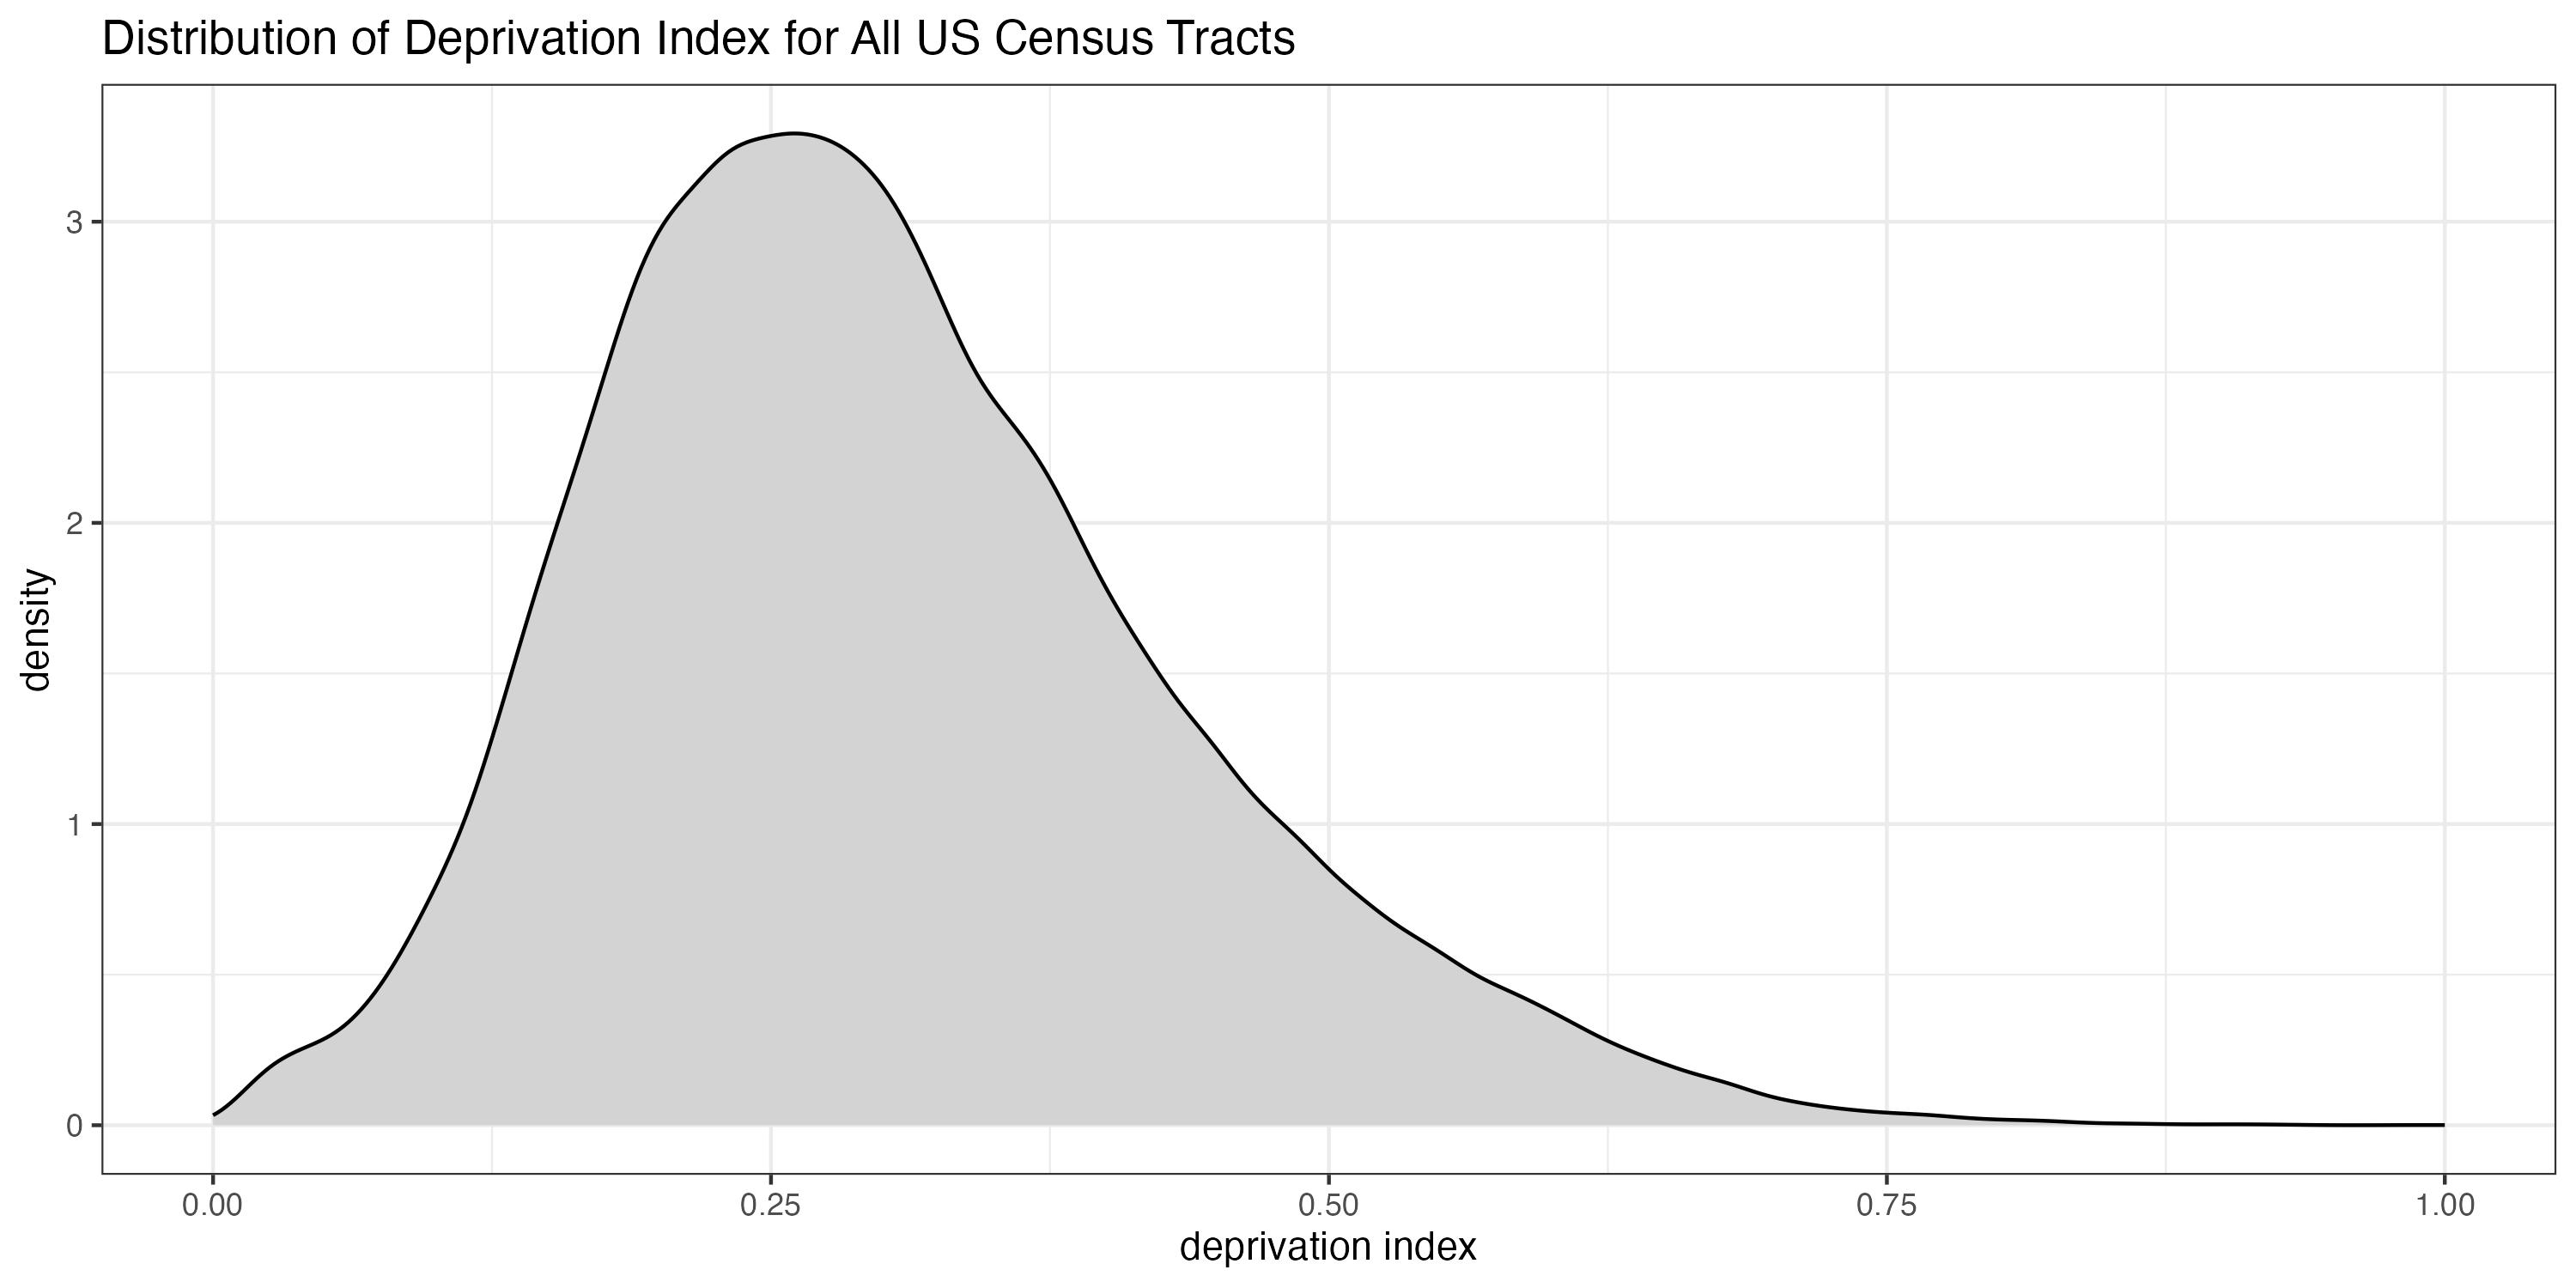 Distribution of Deprivation Index for All US Census Tracts
3
2
1
0
density
0.00 0.25 0.50 0.75 1.00
deprivation index